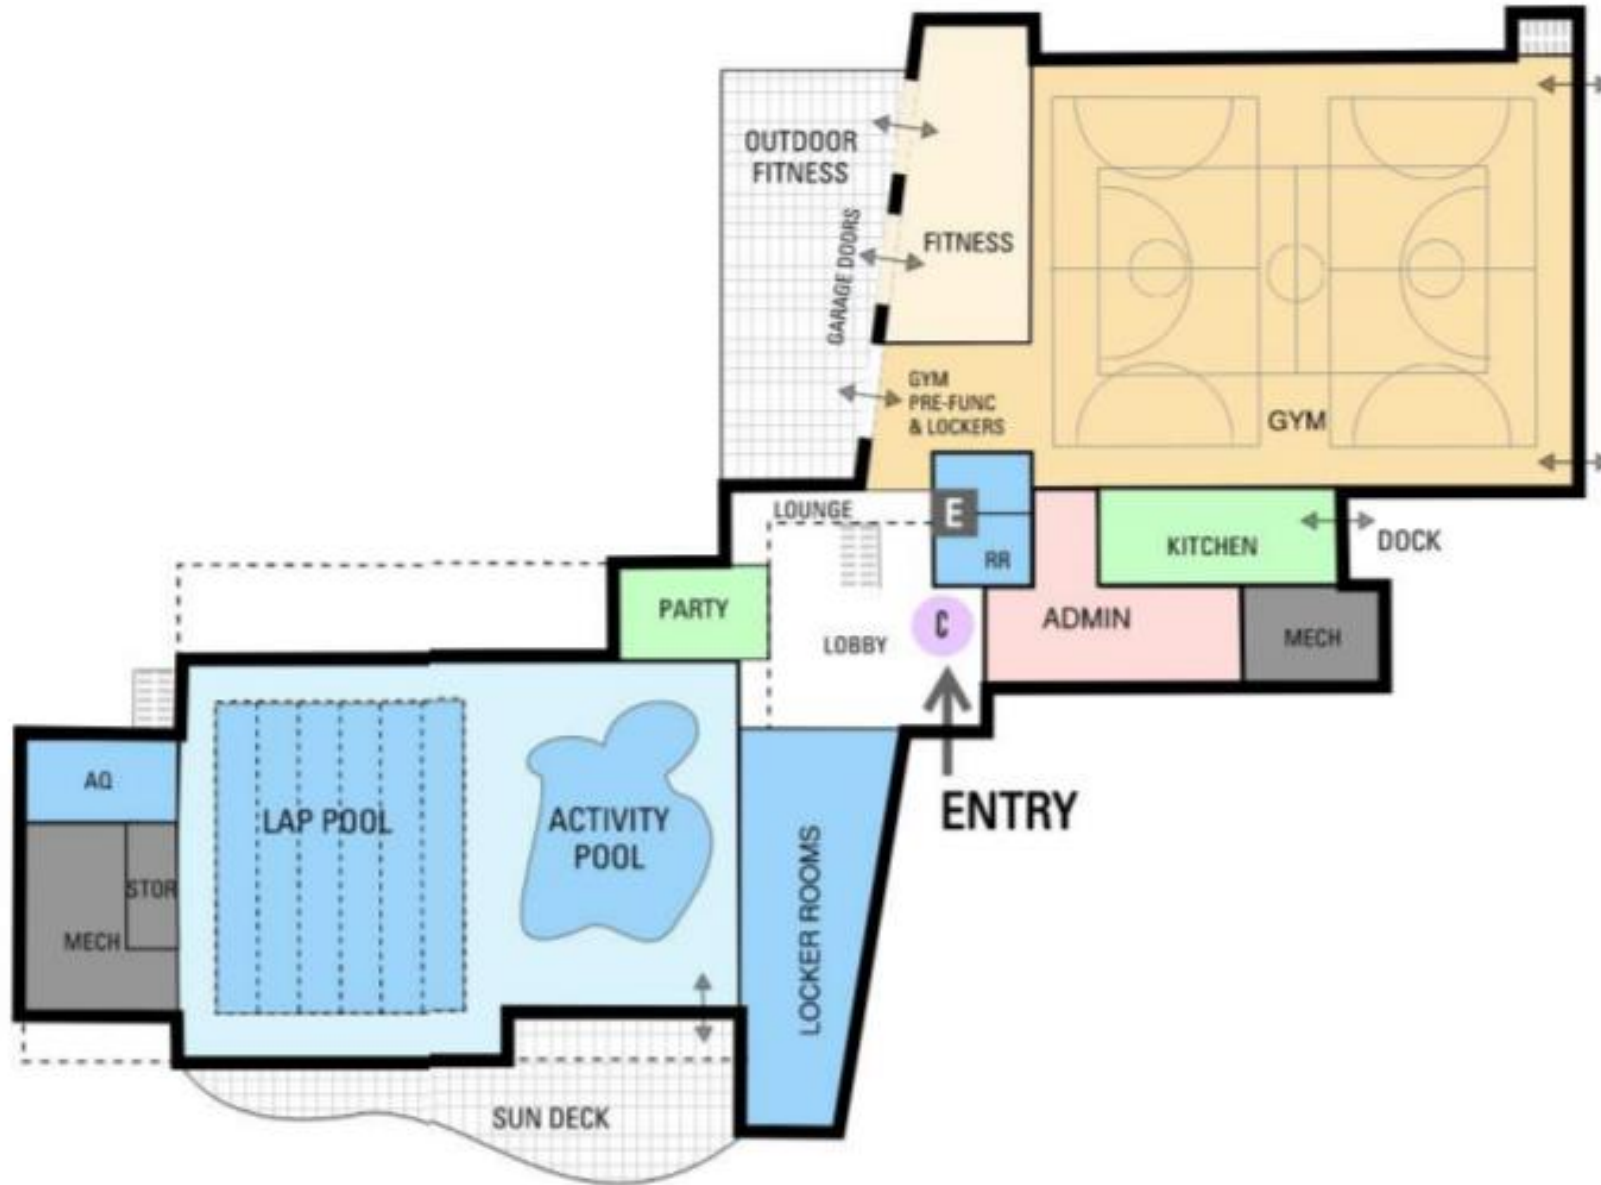 OUTDOOR
FITNESS
FITNESS
GARAGE DOORS
GYM
PRE-FUNC
& LOCKERS
GYM
LOUNGE
E
RR
KITCHEN
DOCK
PARTY
LOBBY
C
ADMIN
MECH
ENTRY
AQ
LAP POOL
ACTIVITY
POOL
STOR
MECH
LOCKER ROOMS
SUN DECK